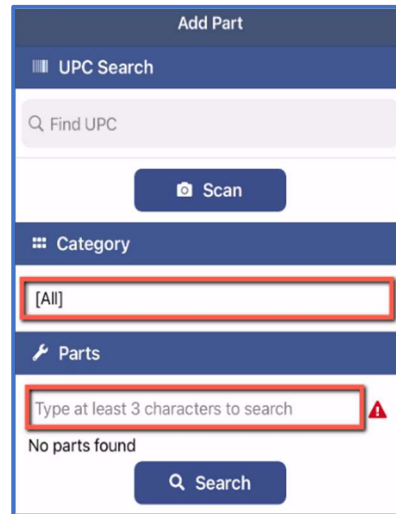 Add Part
UPC Search
Find UPC
Scan
Category
[All]
Parts
Type at least 3 characters to search
No parts found
Search